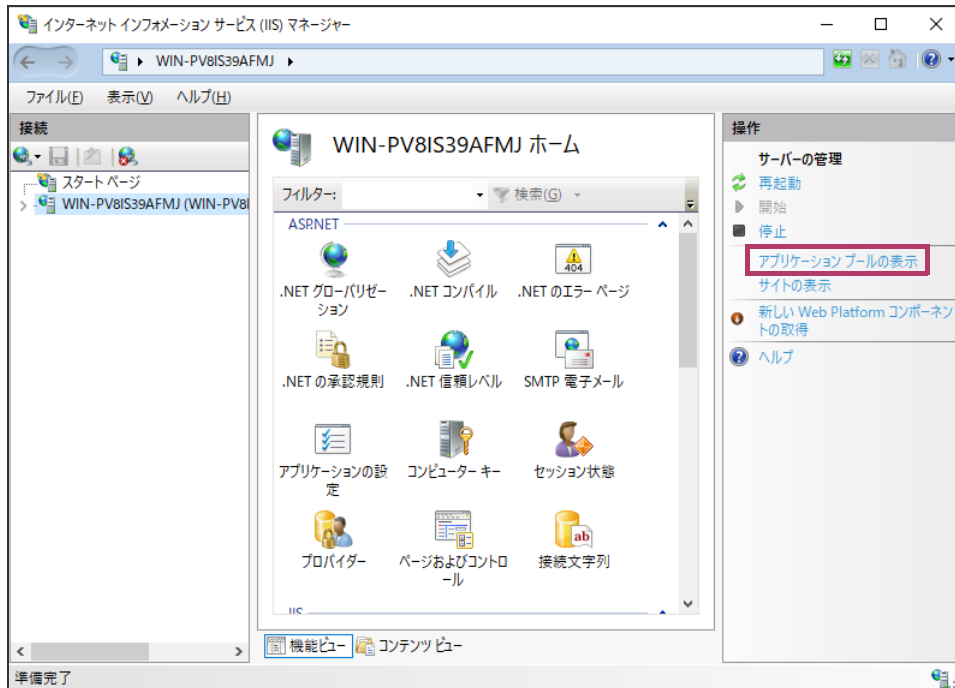 インターネット インフォメーション サービス (IIS) マネージャー
WIN-PV8IS39AFMJ
ファイル(F) 表示(V) ヘルプ(H)
接続
スタート ページ
WIN-PV8IS39AFMJ (WIN-PV8I
WIN-PV8IS39AFMJ ホーム
フィルター: 検索(G)
ASP.NET
.NET グローバリゼー
ション
.NET コンパイル
404
.NET のエラー ページ
.NET の承認規則
.NET 信頼レベル
SMTP 電子メール
アプリケーションの設
定
コンピューター キー
セッション状態
プロバイダー
ページおよびコントロ
ール
ab
接続文字列
IIS
機能ビュー コンテンツ ビュー
操作
サーバーの管理
再起動
開始
停止
アプリケーション プールの表示
サイトの表示
新しい Web Platform コンポーネン
トの取得
ヘルプ
準備完了